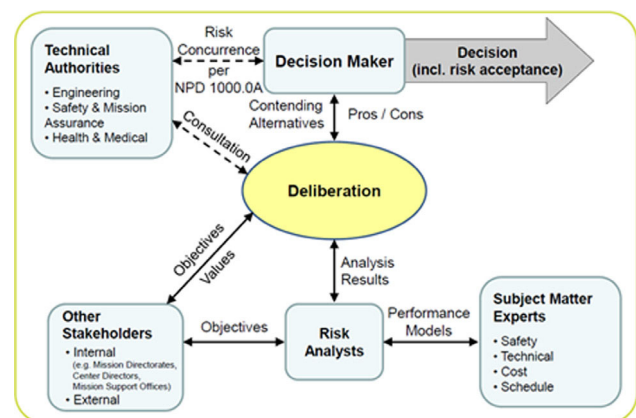 Technical
Authorities
• Engineering
• Safety & Mission
Assurance
• Health & Medical
Risk
Concurrence
per
NPD 1000.0A
Decision Maker
Decision
(incl. risk acceptance)
Contending
Alternatives
Pros / Cons
Consultation
Deliberation
Objectives
Values
Analysis
Results
Other
Stakeholders
• Internal
(e.g. Mission Directorates,
Center Directors,
Mission Support Offices)
• External
Objectives
Risk
Analysts
Performance
Models
Subject Matter
Experts
• Safety
• Technical
• Cost
• Schedule